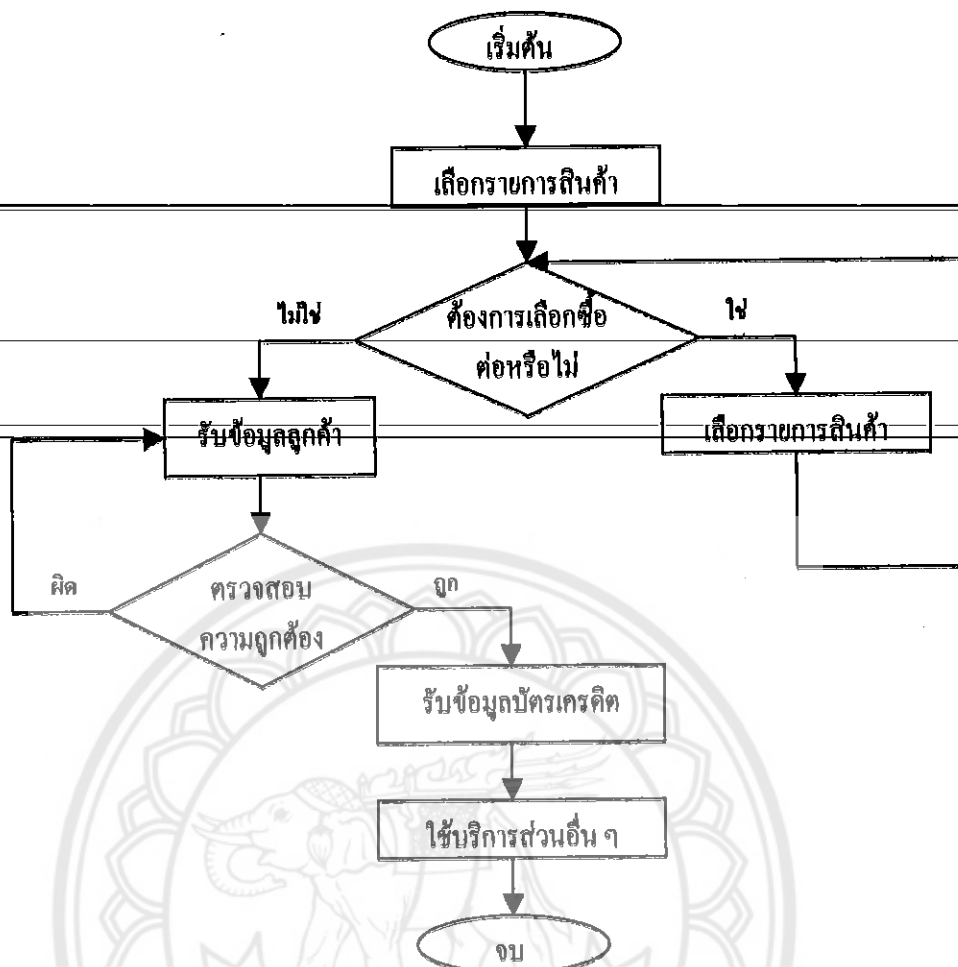 เริ่มต้น
เลือกรายการสินค้า
ต้องการเลือกซื้อ
ต่อหรือไม่
ไม่ใช่
ใช่
รับข้อมูลลูกค้า
เลือกรายการสินค้า
ตรวจสอบ
ความถูกต้อง
ผิด
ถูก
รับข้อมูลบัตรเครดิต
ใช้บริการส่วนอื่น ๆ
จบ